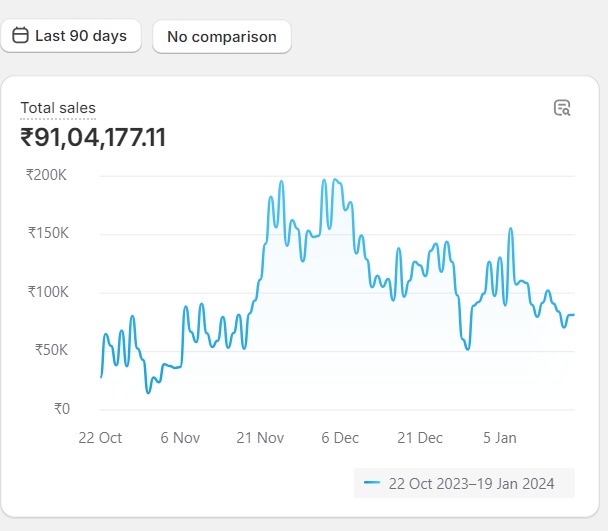 Last 90 days No comparison
Total sales
₹91,04,177.11
₹200K
₹150K
₹100K
₹50K
₹0
22 Oct 6 Nov 21 Nov 6 Dec 21 Dec 5 Jan
22 Oct 2023–19 Jan 2024